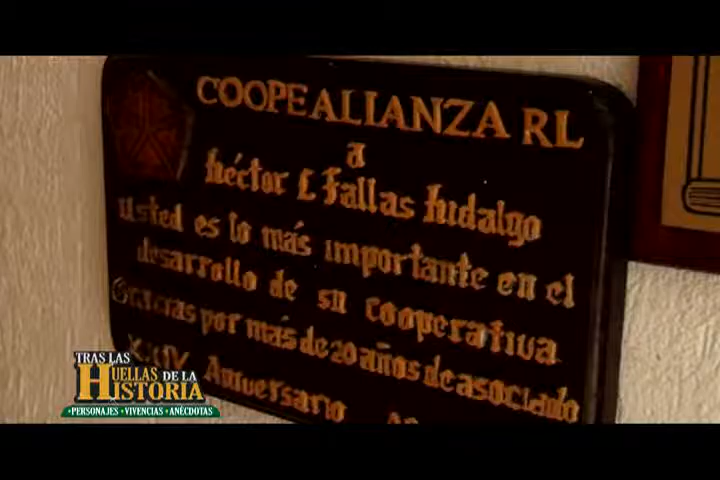 COOPEALIANZA RL
a
héctor L Fallas hidalgo
Usted es lo más importante en el
desarrollo de su cooperativa
Gracias por más de 20 años de asociado
XXIV Aniversario
TRAS LAS
HUELLAS DE LA
HISTORIA
• PERSONAJES • VIVENCIAS • ANÉCDOTAS •